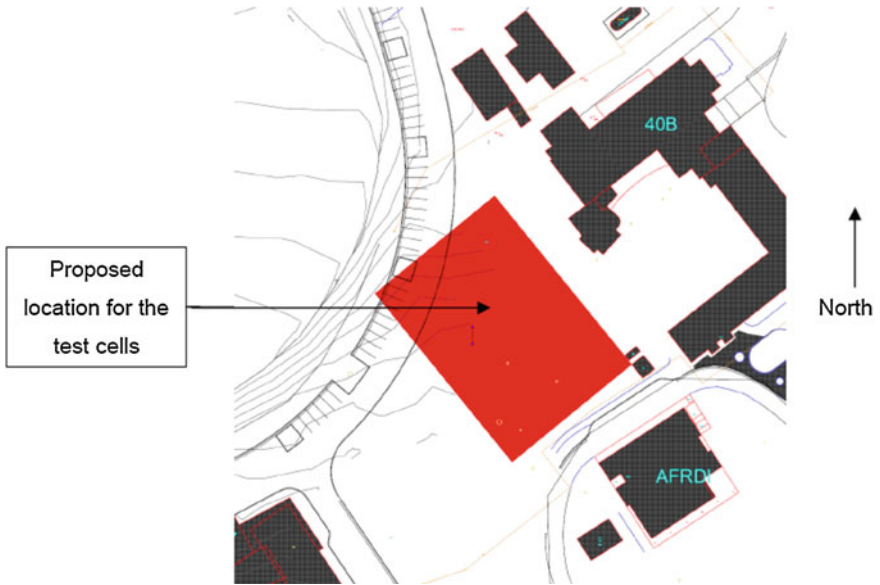 40B
Proposed
location for the
test cells
North
AFRDI